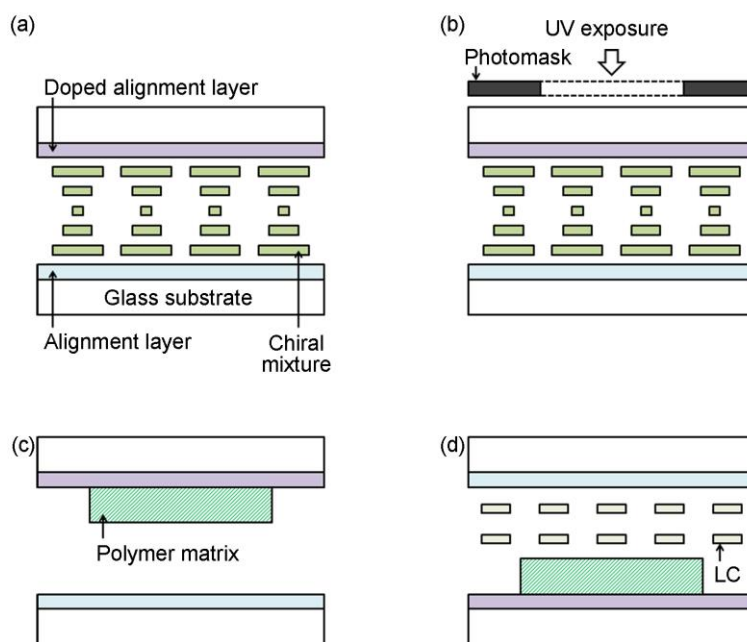 (a)
Doped alignment layer
Glass substrate
Alignment layer
Chiral
mixture
(b)
UV exposure
Photomask
(c)
Polymer matrix
(d)
LC